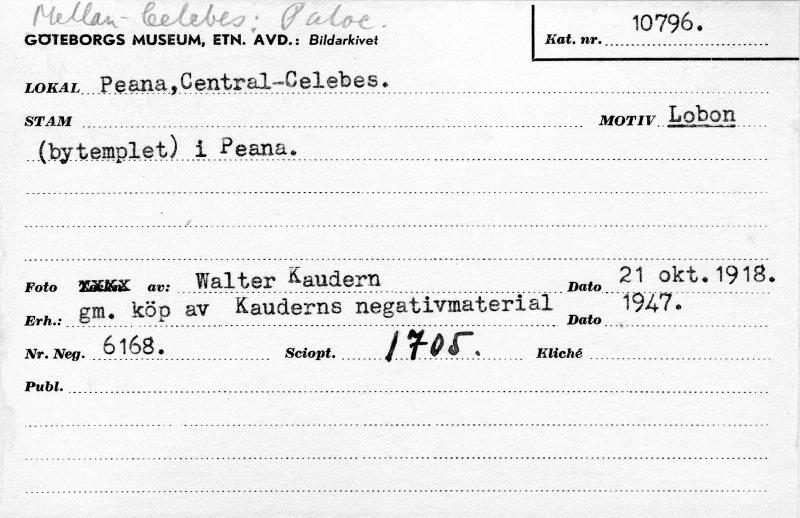 Mellan-Celebes: Paloe.
GÖTEBORGS MUSEUM, ETN. AVD.: Bildarkivet
Kat. nr. 10796.
LOKAL Peana,Central-Celebes.
STAM MOTIV Lobon
(bytemplet) i Peana.
Foto av: Walter Kaudern Dato 21 okt.1918.
Erh.: gm. köp av Kauderns negativmaterial Dato 1947.
Nr. Neg. 6168. Sciopt. 1705. Kliché
Publ.